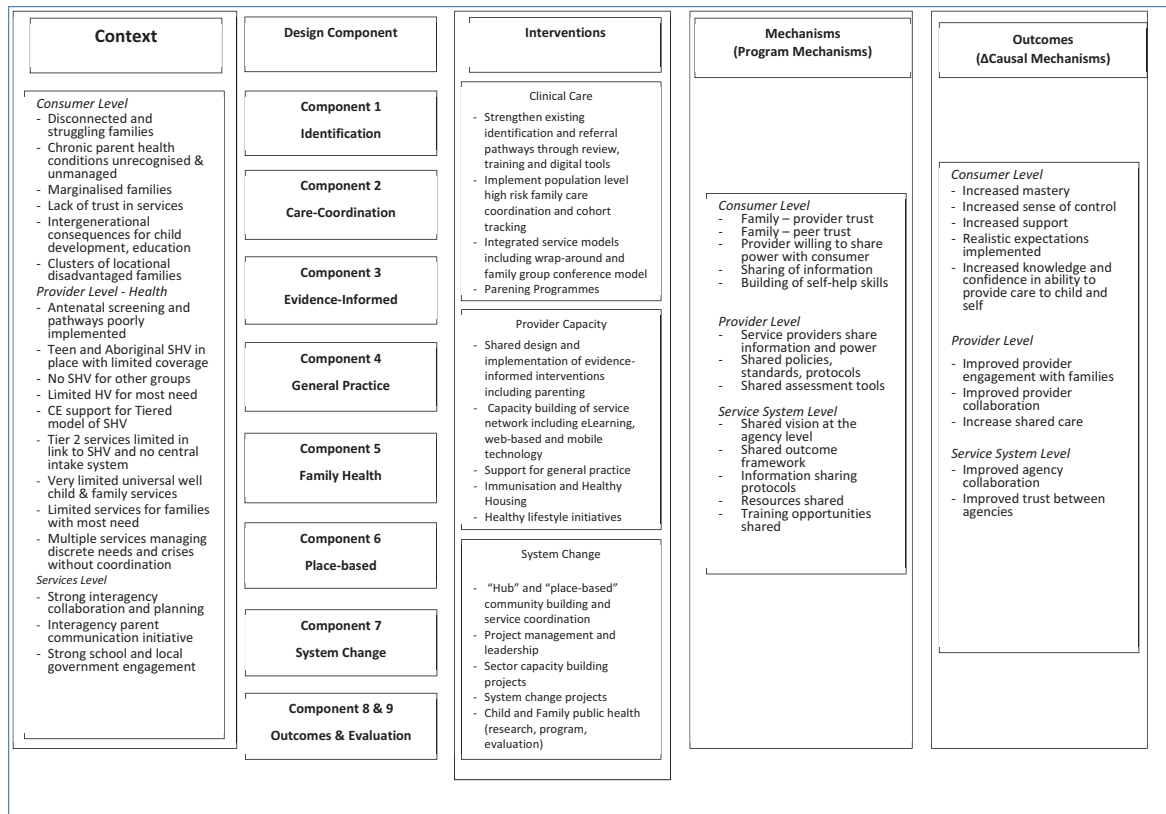 Context
Consumer Level
- Disconnected and
struggling families
- Chronic parent health
conditions unrecognised &
unmanaged
- Marginalised families
- Lack of trust in services
- Intergenerational
consequences for child
development, education
- Clusters of locational
disadvantaged families
Provider Level - Health
- Antenatal screening and
pathways poorly
implemented
- Teen and Aboriginal SHV in
place with limited coverage
- No SHV for other groups
- Limited HV for most need
- CE support for Tiered
model of SHV
- Tier 2 services limited in
link to SHV and no central
intake system
- Very limited universal well
child & family services
- Limited services for families
with most need
- Multiple services managing
discrete needs and crises
without coordination
Services Level
- Strong interagency
collaboration and planning
- Interagency parent
communication initiative
- Strong school and local
government engagement
Design Component
Component 1
Identification
Component 2
Care-Coordination
Component 3
Evidence-Informed
Component 4
General Practice
Component 5
Family Health
Component 6
Place-based
Component 7
System Change
Component 8 & 9
Outcomes & Evaluation
Interventions
Clinical Care
- Strengthen existing
identification and referral
pathways through review,
training and digital tools
- Implement population level
high risk family care
coordination and cohort
tracking
- Integrated service models
including wrap-around and
family group conference model
- Parening Programmes
Provider Capacity
- Shared design and
implementation of evidence-
informed interventions
including parenting
- Capacity building of service
network including eLearning,
web-based and mobile
technology
- Support for general practice
- Immunisation and Healthy
Housing
- Healthy lifestyle initiatives
System Change
- "Hub" and "place-based"
community building and
service coordination
- Project management and
leadership
- Sector capacity building
projects
- System change projects
- Child and Family public health
(research, program,
evaluation)
Mechanisms
(Program Mechanisms)
Consumer Level
- Family – provider trust
- Family – peer trust
- Provider willing to share
power with consumer
- Sharing of information
- Building of self-help skills
Provider Level
- Service providers share
information and power
- Shared policies,
standards, protocols
- Shared assessment tools
Service System Level
- Shared vision at the
agency level
- Shared outcome
framework
- Information sharing
protocols
- Resources shared
- Training opportunities
shared
Outcomes
(ΔCausal Mechanisms)
Consumer Level
- Increased mastery
- Increased sense of control
- Increased support
- Realistic expectations
implemented
- Increased knowledge and
confidence in ability to
provide care to child and
self
Provider Level
- Improved provider
engagement with families
- Improved provider
collaboration
- Increase shared care
Service System Level
- Improved agency
collaboration
- Improved trust between
agencies